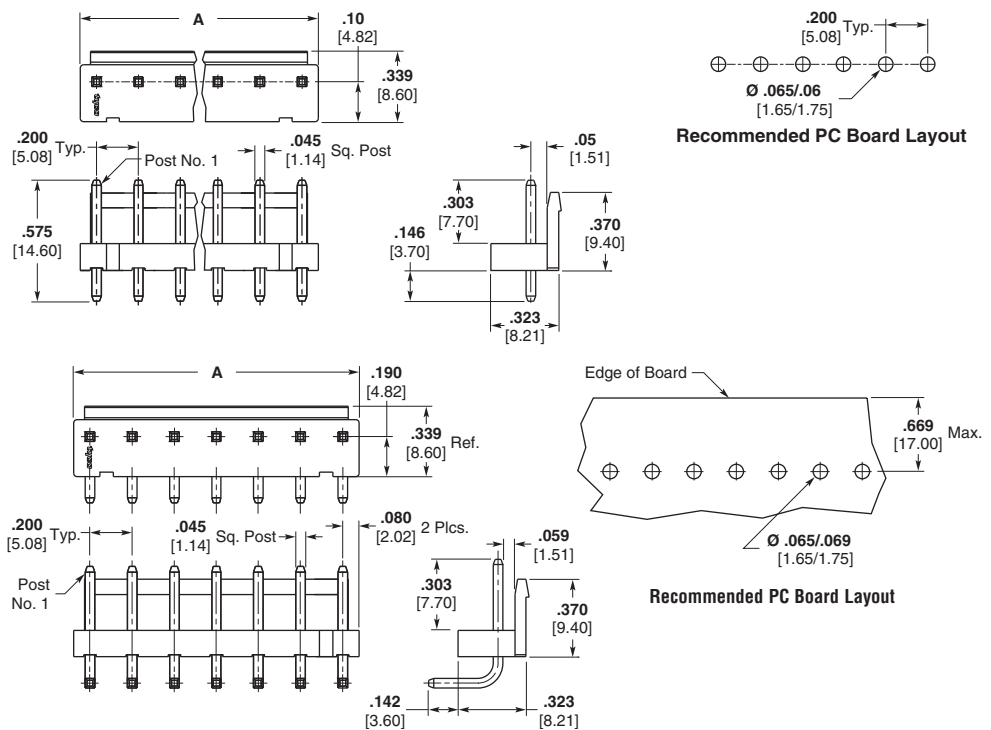 A
.10
[4.82]
.339
[8.60]
.200
[5.08] Typ.
Post No. 1
.045
[1.14] Sq. Post
.575
[14.60]
.05
[1.51]
.303
[7.70]
.146
[3.70]
.370
[9.40]
.323
[8.21]
.200
[5.08] Typ.
Ø .065/.06
[1.65/1.75]
Recommended PC Board Layout
A
.190
[4.82]
.339
[8.60] Ref.
.200
[5.08] Typ.
.045
[1.14] Sq. Post
.080
[2.02] 2 Plcs.
Post
No. 1
.059
[1.51]
.303
[7.70]
.370
[9.40]
.142
[3.60]
.323
[8.21]
Edge of Board
.669
[17.00] Max.
Ø .065/.069
[1.65/1.75]
Recommended PC Board Layout